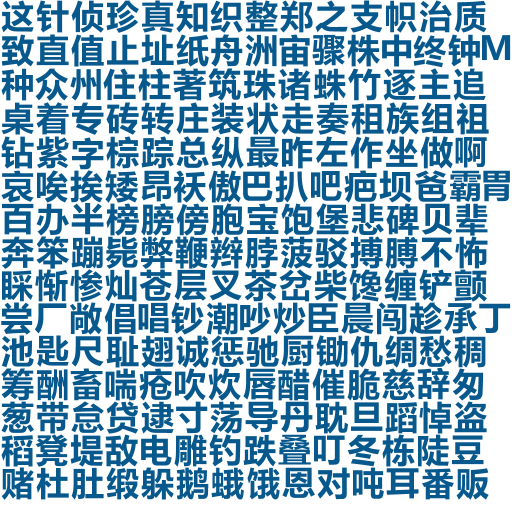 这针侦珍真知织整郑之支帜治质
致直值止址纸舟洲宙骤株中终钟M
种众州住柱著筑珠诸蛛竹逐主追
桌着专砖转庄装状走奏租族组祖
钻紫字棕踪总纵最昨左作坐做啊
哀唉挨矮昂袄傲巴扒吧疤坝爸霸胃
百办半榜膀傍胞宝饱堡悲碑贝辈
奔笨蹦毙弊鞭辫脖菠驳搏膊不怖
睬惭惨灿苍层叉茶岔柴馋缠铲颤
尝厂敞倡唱钞潮吵炒臣晨闯趁承丁
池匙尺耻翅诚惩驰厨锄仇绸愁稠
筹酬畜喘疮吹炊唇醋催脆慈辞匆
葱带怠贷逮寸荡导丹耽旦蹈悼盗
稻凳堤敌电雕钓跌叠叮冬栋陡豆
赌杜肚缎躲鹅蛾饿恩对吨耳番贩